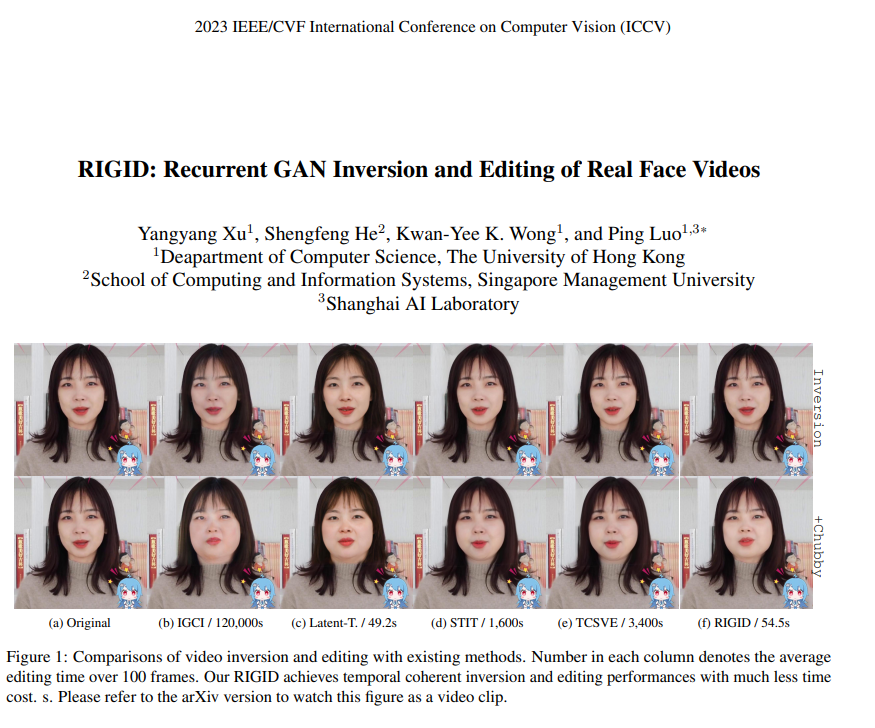 2023 IEEE/CVF International Conference on Computer Vision (ICCV)
RIGID: Recurrent GAN Inversion and Editing of Real Face Videos
Yangyang Xu1, Shengfeng He2, Kwan-Yee K. Wong1, and Ping Luo1,3*
1Deapartment of Computer Science, The University of Hong Kong
2School of Computing and Information Systems, Singapore Management University
3Shanghai AI Laboratory
Inversion
+Chubby
(a) Original
(b) IGCI / 120,000s
(c) Latent-T. / 49.2s
(d) STIT / 1,600s
(e) TCSVE / 3,400s
(f) RIGID / 54.5s
Figure 1: Comparisons of video inversion and editing with existing methods. Number in each column denotes the average
editing time over 100 frames. Our RIGID achieves temporal coherent inversion and editing performances with much less time
cost. s. Please refer to the arXiv version to watch this figure as a video clip.